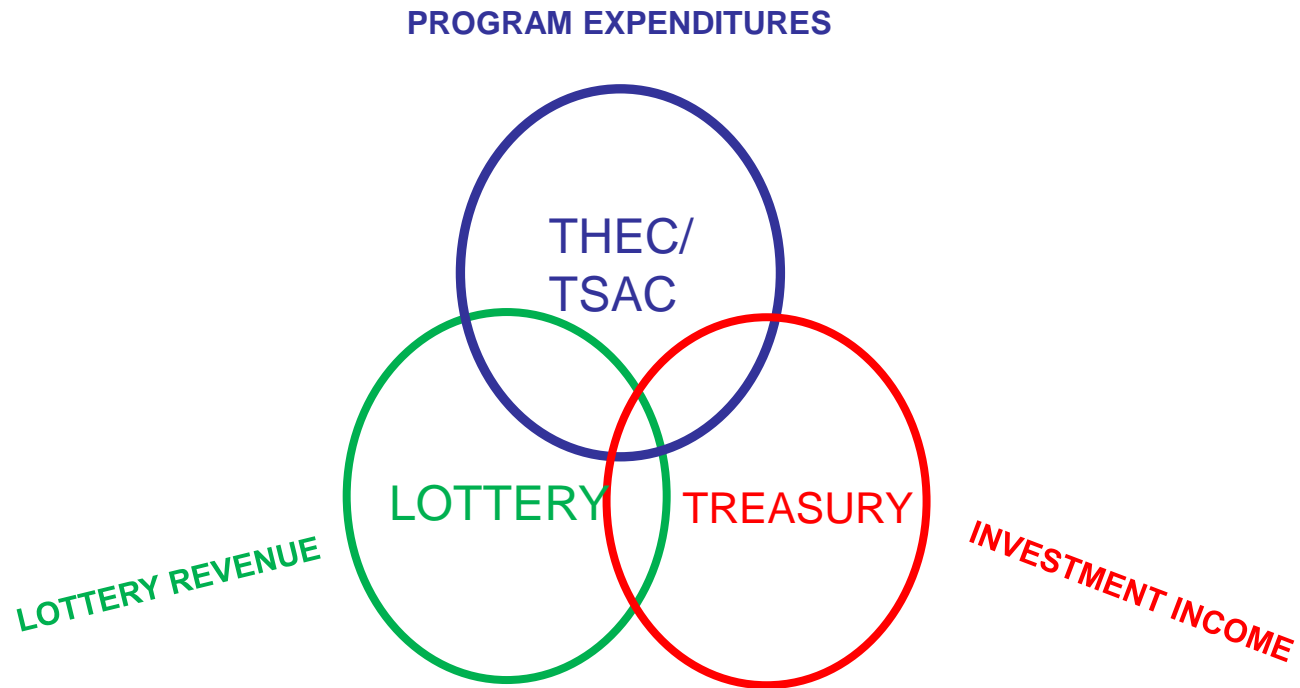 PROGRAM EXPENDITURES
THEC/
TSAC
LOTTERY
TREASURY
LOTTERY REVENUE
INVESTMENT INCOME